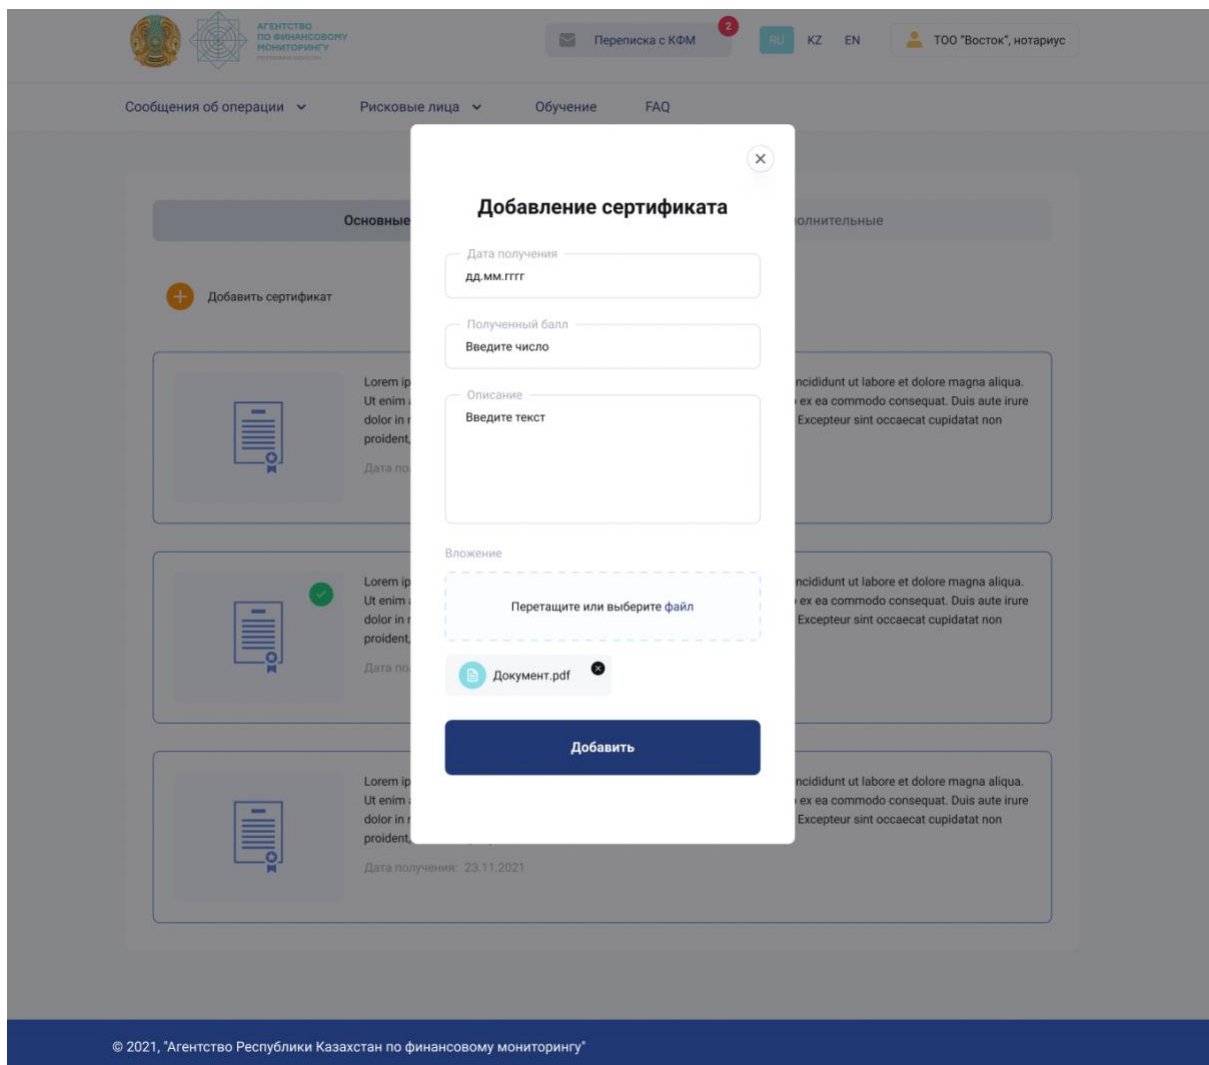 АГЕНТСТВО
ПО ФИНАНСОВОМУ
МОНИТОРИНГУ
Переписка с КФМ
2
RU KZ EN
ТОО "Восток", нотариус
Сообщения об операции Рисковые лица Обучение FAQ
Добавление сертификата
Основные
олнительные
Дата получения
дд.мм.гггг
Добавить сертификат
Полученный балл
Введите число
Описание
Введите текст
Lorem ip
Ut enim
dolor in r
proident,
Дата по
ncididunt ut labore et dolore magna aliqua.
ex ea commodo consequat. Duis aute irure
Excepteur sint occaecat cupidatat non
Вложение
Перетащите или выберите файл
Документ.pdf
Добавить
Lorem ip
Ut enim
dolor in r
proident,
Дата по
ncididunt ut labore et dolore magna aliqua.
ex ea commodo consequat. Duis aute irure
Excepteur sint occaecat cupidatat non
Lorem ip
Ut enim
dolor in r
proident,
Дата получения: 23.11.2021
ncididunt ut labore et dolore magna aliqua.
ex ea commodo consequat. Duis aute irure
Excepteur sint occaecat cupidatat non
© 2021, "Агентство Республики Казахстан по финансовому мониторингу"